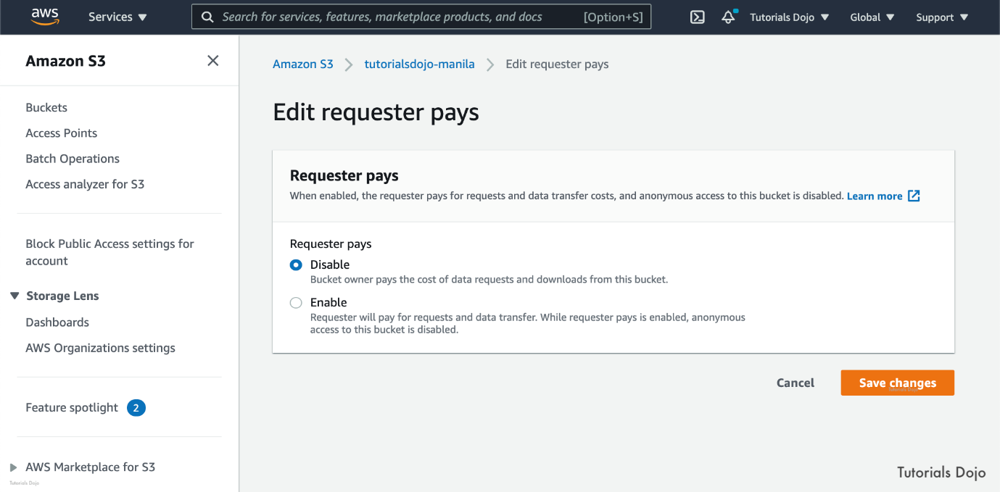 aws
Services ▼
Search for services, features, marketplace products, and docs [Option+S]
Tutorials Dojo ▼
Global ▼
Support ▼
Amazon S3
Buckets
Access Points
Batch Operations
Access analyzer for S3
Block Public Access settings for
account
Storage Lens
Dashboards
AWS Organizations settings
Feature spotlight 2
AWS Marketplace for S3
Tutorials Dojo
Amazon S3 > tutorialsdojo-manila > Edit requester pays
Edit requester pays
Requester pays
When enabled, the requester pays for requests and data transfer costs, and anonymous access to this bucket is disabled. Learn more
Requester pays
Disable
Bucket owner pays the cost of data requests and downloads from this bucket.
Enable
Requester will pay for requests and data transfer. While requester pays is enabled, anonymous
access to this bucket is disabled.
Cancel
Save changes
Tutorials Dojo
Tutorials Dojo